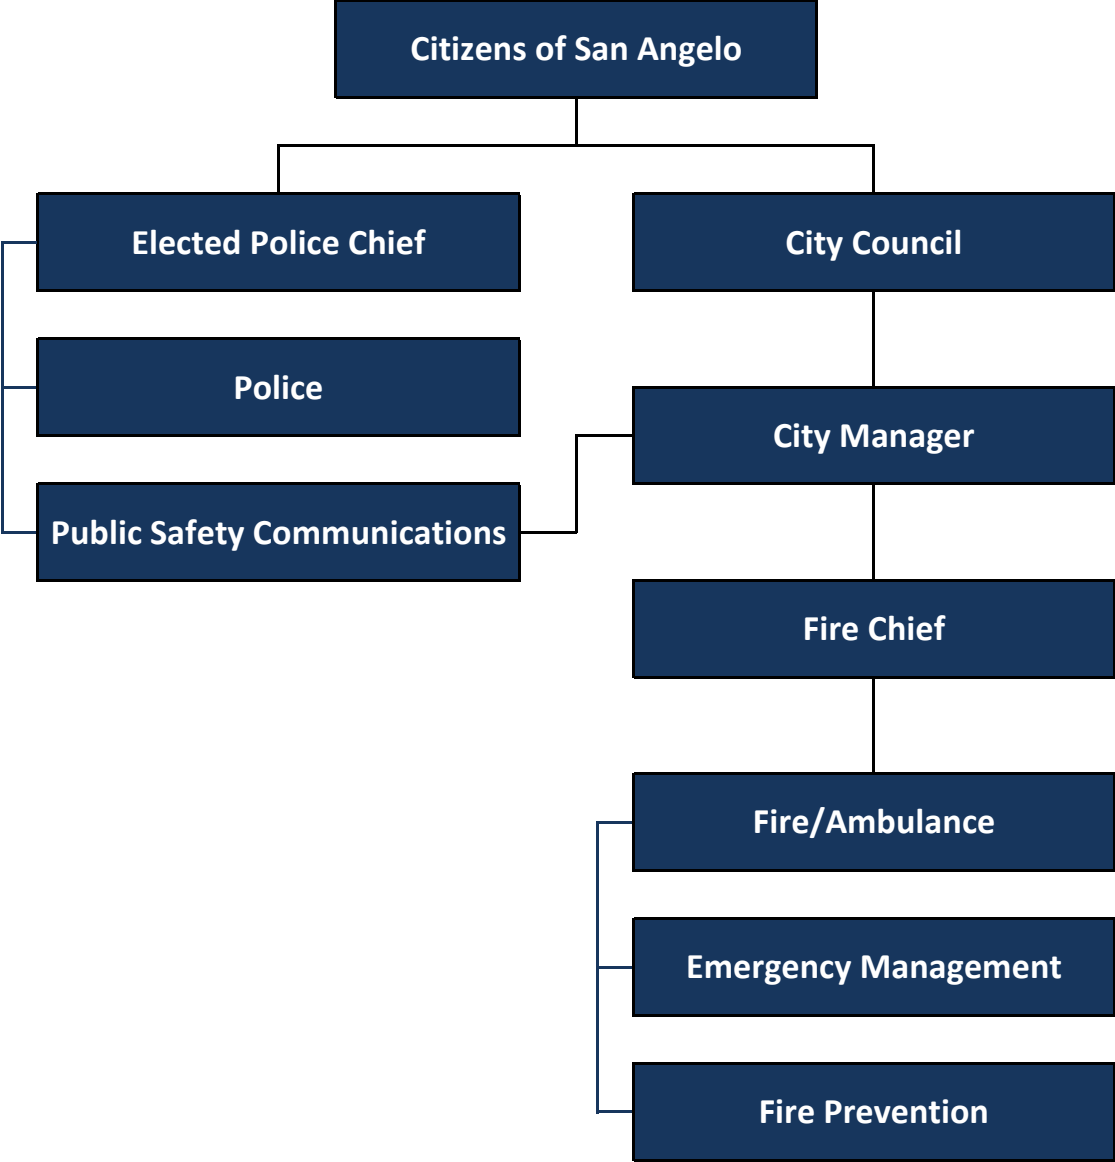 Citizens of San Angelo
Elected Police Chief
City Council
Police
City Manager
Public Safety Communications
Fire Chief
Fire/Ambulance
Emergency Management
Fire Prevention